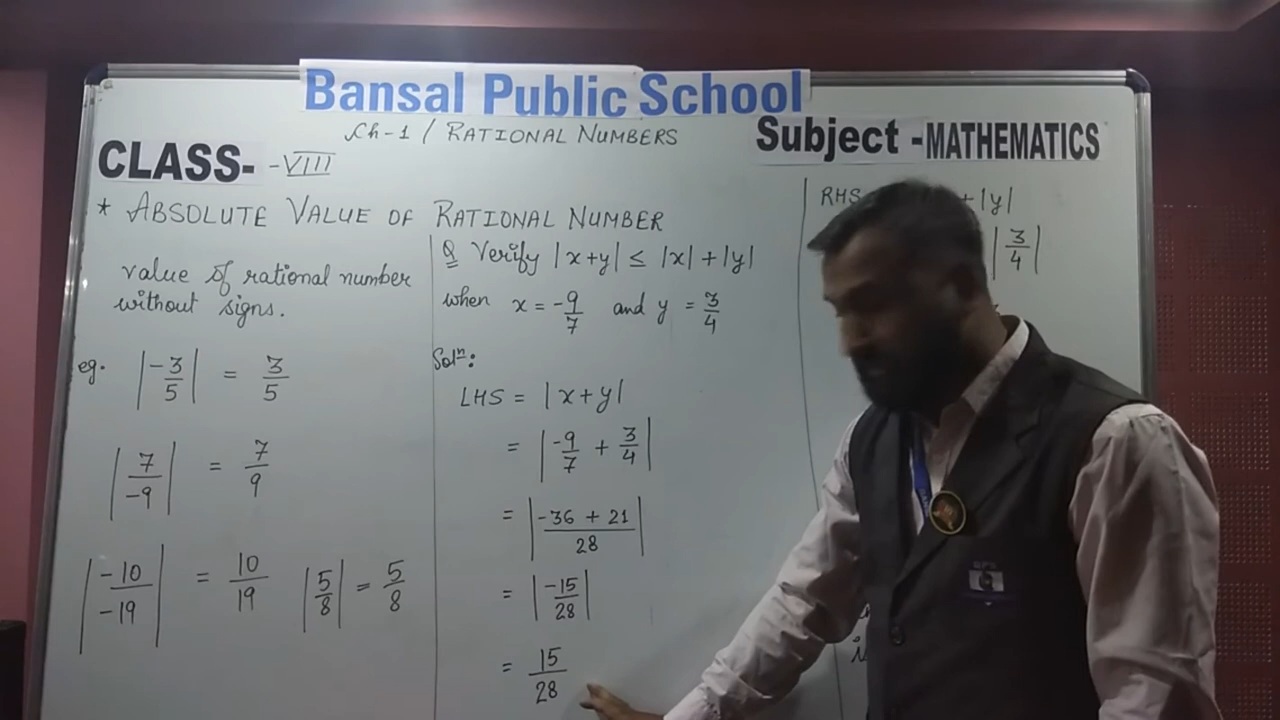 Bansal Public School
Ch-1 / RATIONAL NUMBERS
Subject -MATHEMATICS
CLASS- -VIII
* ABSOLUTE VALUE OF RATIONAL NUMBER
value of rational number
without signs.
eg. |-3/5| = 3/5
|7/-9| = 7/9
|-10/-19| = 10/19 |5/8| = 5/8
Q Verify |x+y| ≤ |x| + |y|
when x = -9/7 and y = 3/4
Solⁿ:
LHS = |x+y|
= |-9/7 + 3/4|
= |-36 + 21/28|
= |-15/28|
= 15/28
RHS + |y|
|3/4|
BPS